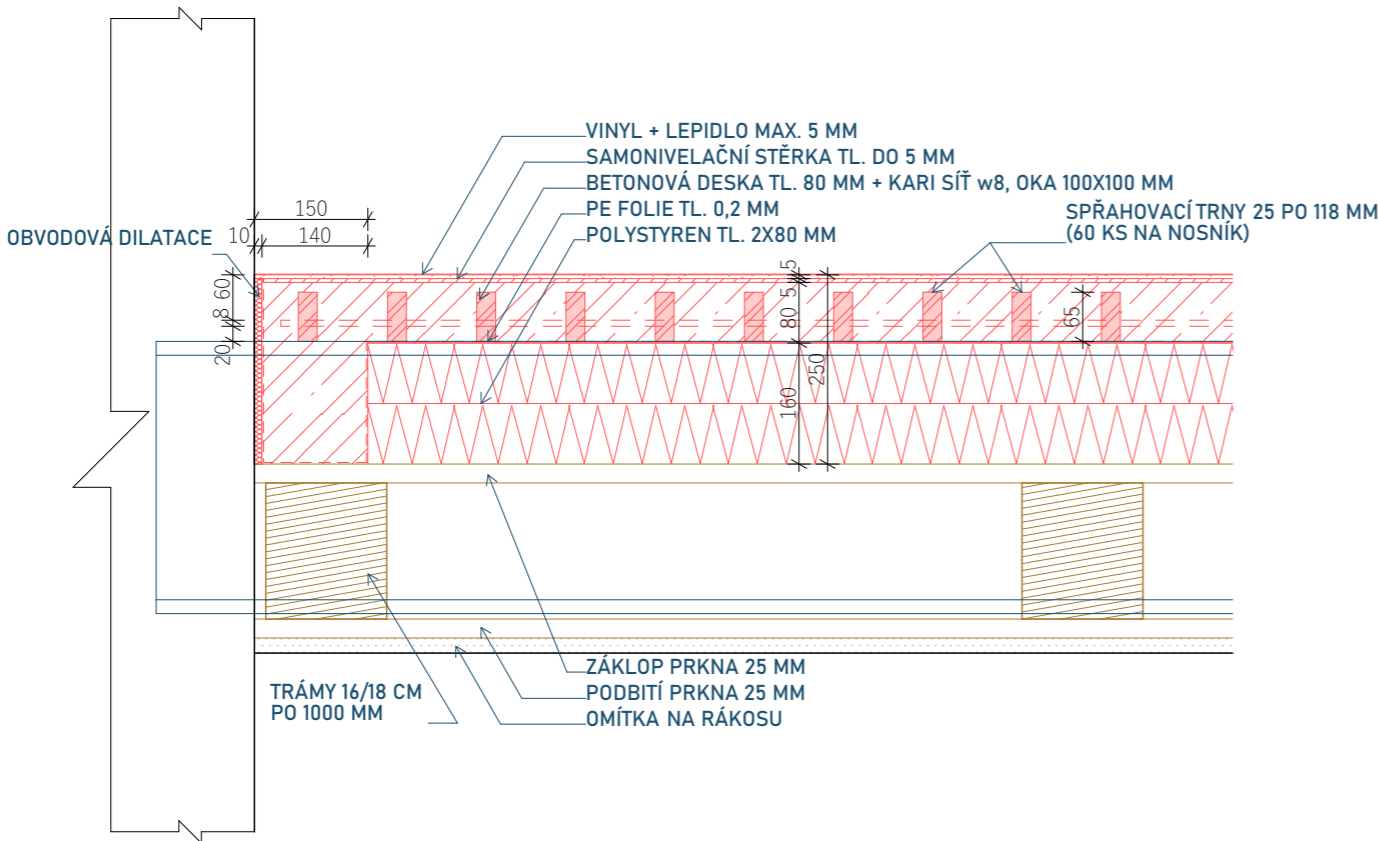 VINYL + LEPIDLO MAX. 5 MM
SAMONIVELAČNÍ STĚRKA TL. DO 5 MM
BETONOVÁ DESKA TL. 80 MM + KARI SÍŤ w8, OKA 100X100 MM
PE FOLIE TL. 0,2 MM
POLYSTYREN TL. 2X80 MM
SPŘAHOVACÍ TRNY 25 PO 118 MM
(60 KS NA NOSNÍK)
150
OBVODOVÁ DILATACE
10
140
60
8
20
5
5
80
160
250
65
ZÁKLOP PRKNA 25 MM
PODBITÍ PRKNA 25 MM
OMÍTKA NA RÁKOSU
TRÁMY 16/18 CM
PO 1000 MM